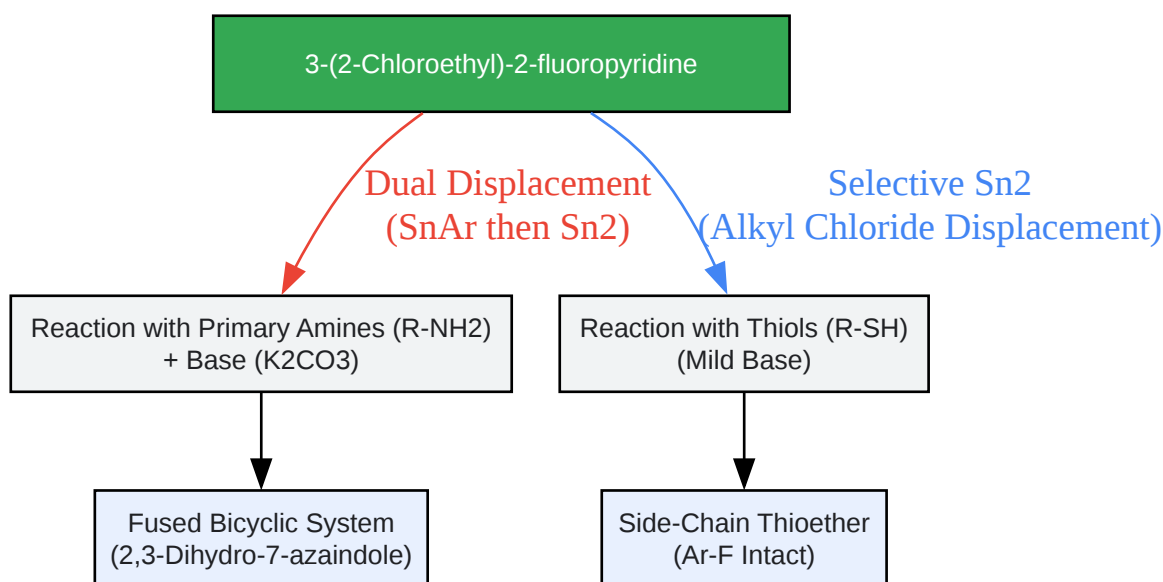 3-(2-Chloroethyl)-2-fluoropyridine
Dual Displacement
(SnAr then Sn2)
Selective Sn2
(Alkyl Chloride Displacement)
Reaction with Primary Amines (R-NH2)
+ Base (K2CO3)
Reaction with Thiols (R-SH)
(Mild Base)
Fused Bicyclic System
(2,3-Dihydro-7-azaindole)
Side-Chain Thioether
(Ar-F Intact)